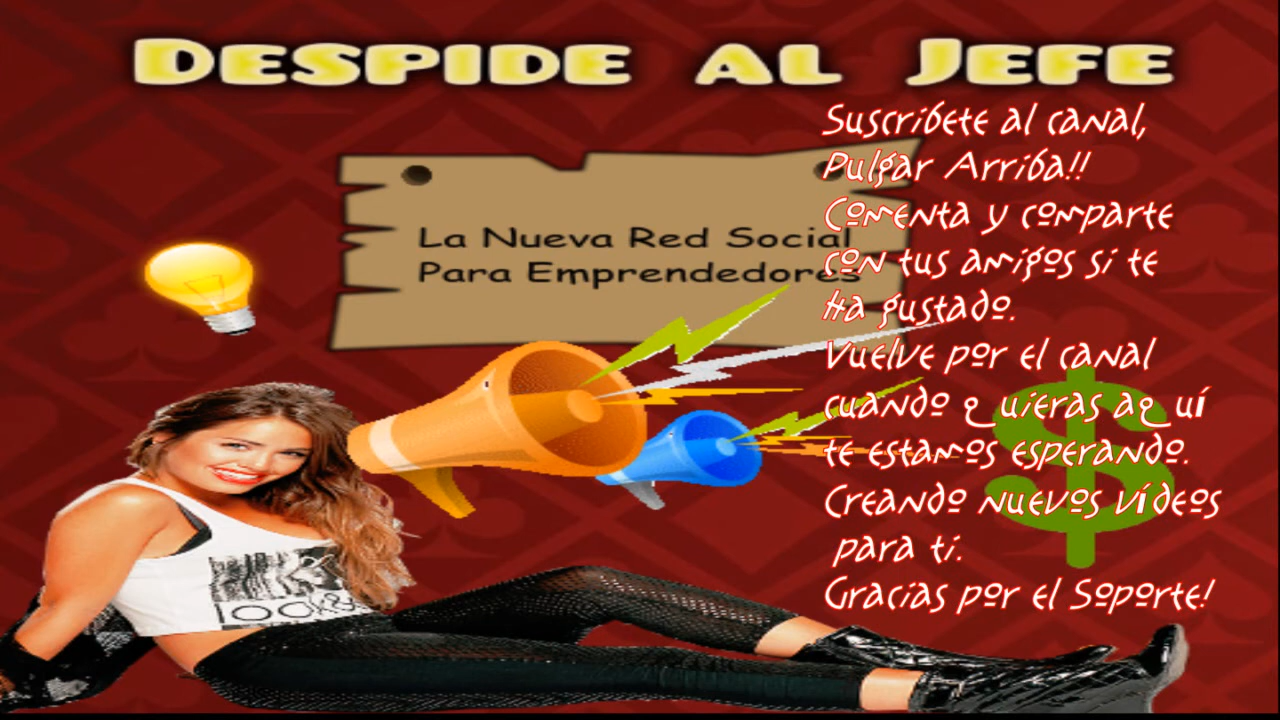 DESPIDE AL JEFE
La Nueva Red Social
Para Emprendedores
Suscríbete al canal,
Pulgar Arriba!!
Comenta y comparte
con tus amigos si te
Ha gustado.
Vuelve por el canal
cuando quieras aquí
te estamos esperando.
Creando nuevos vídeos
para ti.
Gracias por el Soporte!